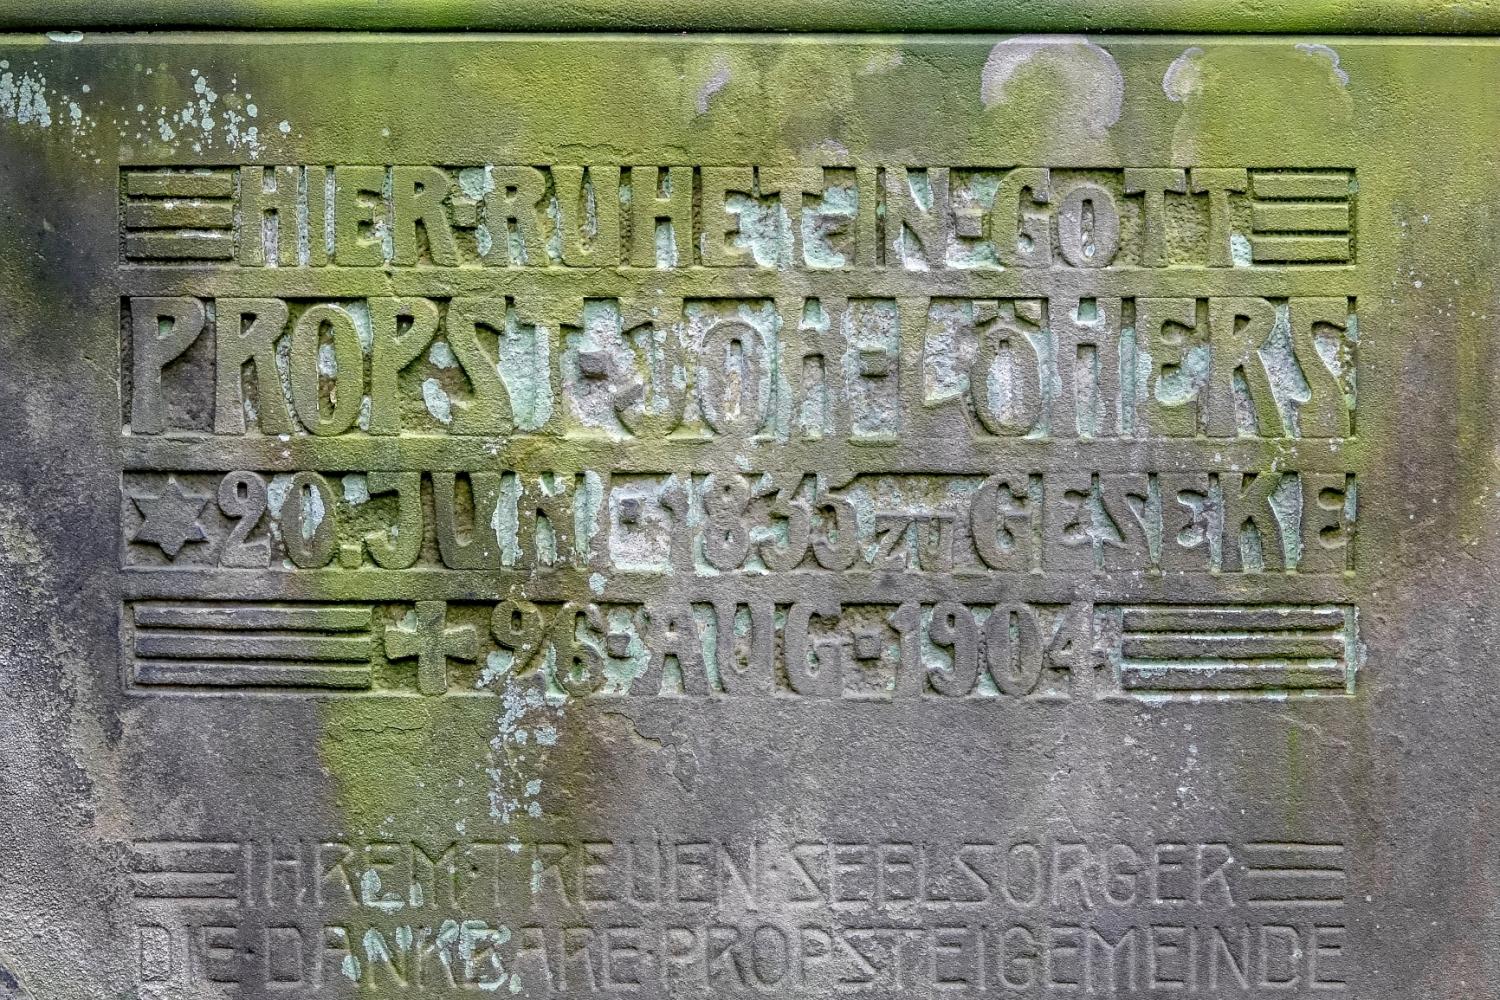 HIER·RUHET·IN·GOTT
PROPST·JOH·LÖHERS
20.JUNI·1835 zu GESEKE
†26·AUG·1904
IHREM·TREUEN·SEELSORGER
DIE·DANKBARE·PROPSTEIGEMEINDE